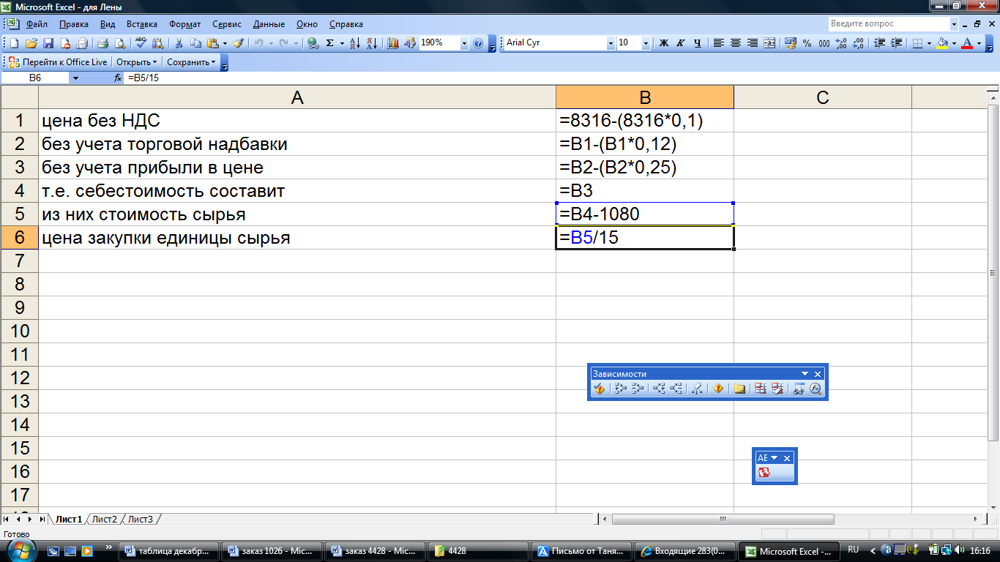 Microsoft Excel - для Лены
Файл Правка Вид Вставка Формат Сервис Данные Окно Справка Введите вопрос
100% Arial Cyr 10 Ж К Ч % 000
Перейти к Office Live Открыть Сохранить
B6 fx =B5/15
A B C
1 цена без НДС =8316-(8316*0,1)
2 без учета торговой надбавки =B1-(B1*0,12)
3 без учета прибыли в цене =B2-(B2*0,25)
4 т.е. себестоимость составит =B3
5 из них стоимость сырья =B4-1080
6 цена закупки единицы сырья =B5/15
7
8
9
10
11
Зависимости
12
13
14
15
AE
16
17
Лист1 Лист2 Лист3
Готово
таблица декабр... заказ 1026 - Mic... заказ 4428 - Mic... 4428 Письмо от Таня... Входящие 283(0... Microsoft Excel -... RU 16:16